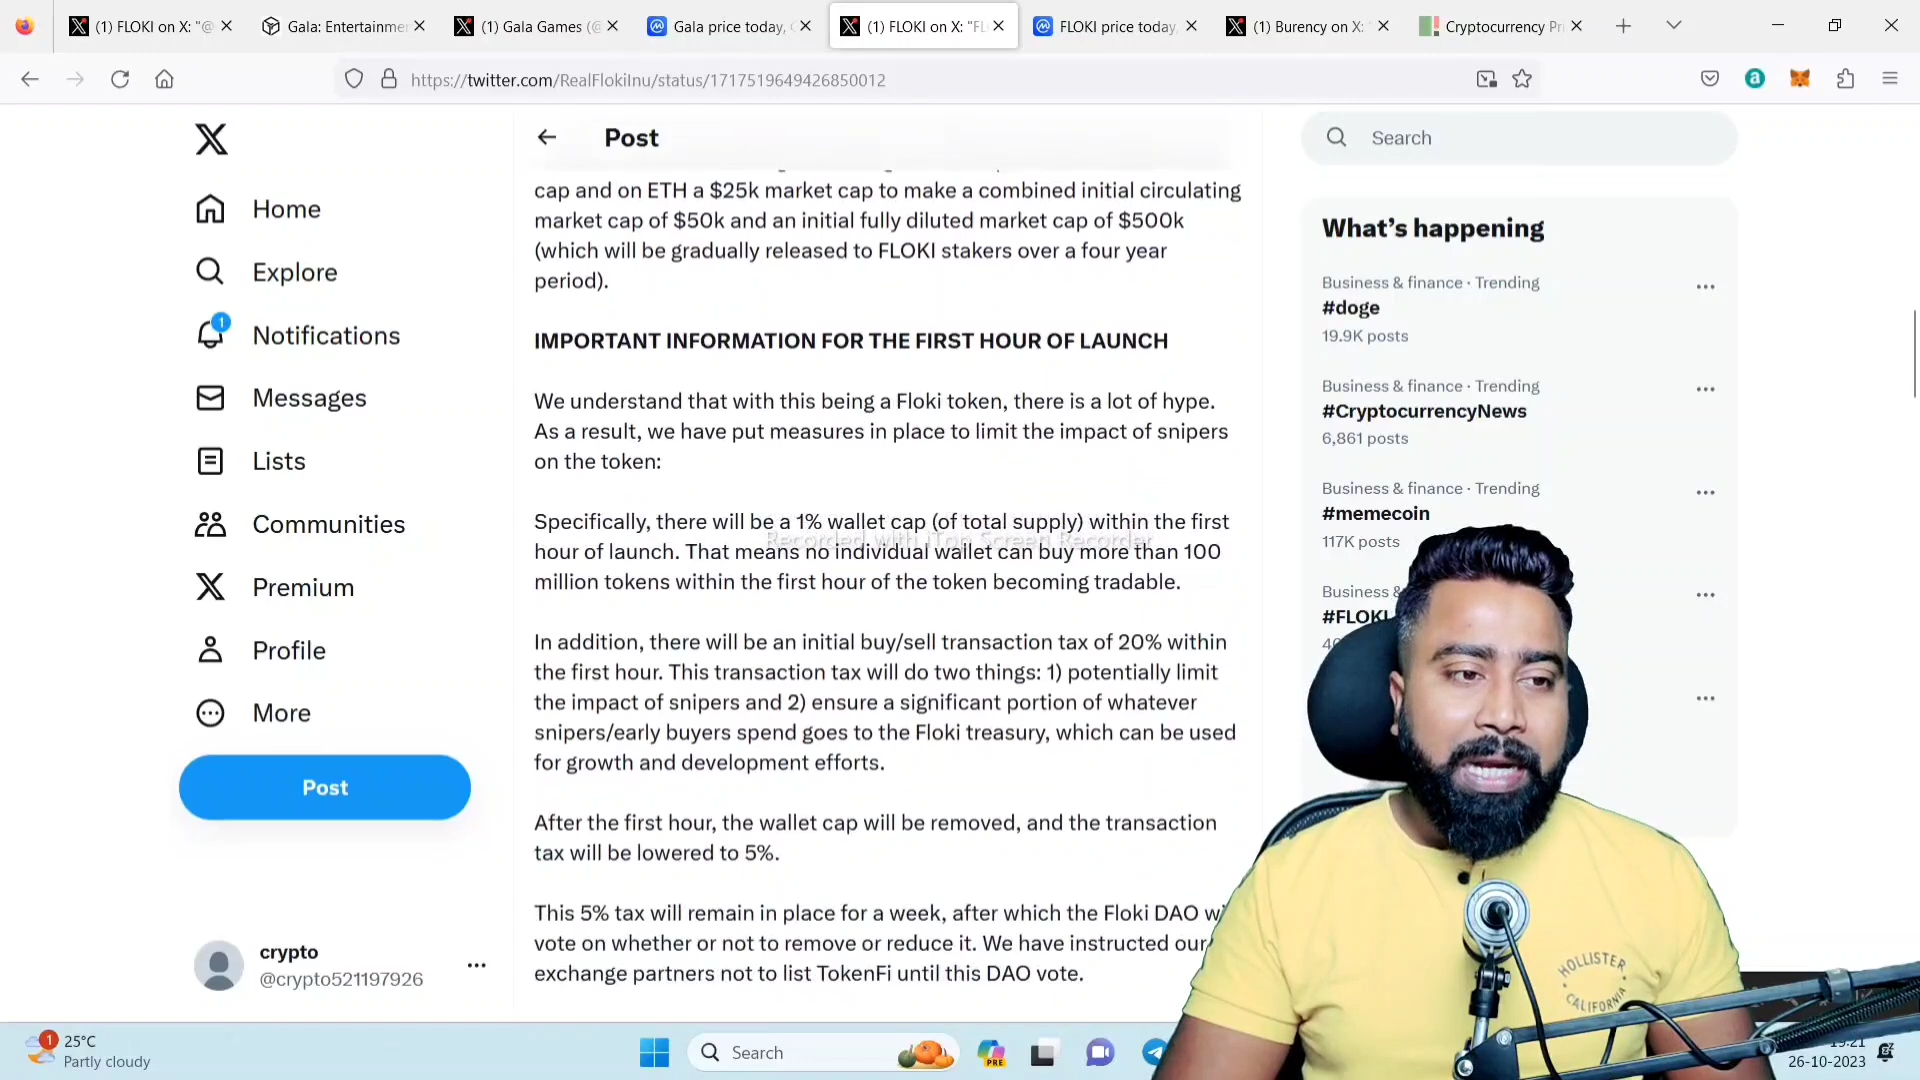 (1) FLOKI on X: "@
Gala: Entertainme
(1) Gala Games (@
Gala price today,
(1) FLOKI on X: "FL
FLOKI price today,
(1) Burency on X:
Cryptocurrency Pri
https://twitter.com/RealFlokiInu/status/1717519649426850012
Post
Search
cap and on ETH a $25k market cap to make a combined initial circulating
market cap of $50k and an initial fully diluted market cap of $500k
(which will be gradually released to FLOKI stakers over a four year
period).
IMPORTANT INFORMATION FOR THE FIRST HOUR OF LAUNCH
We understand that with this being a Floki token, there is a lot of hype.
As a result, we have put measures in place to limit the impact of snipers
on the token:
Specifically, there will be a 1% wallet cap (of total supply) within the first
hour of launch. That means no individual wallet can buy more than 100
million tokens within the first hour of the token becoming tradable.
In addition, there will be an initial buy/sell transaction tax of 20% within
the first hour. This transaction tax will do two things: 1) potentially limit
the impact of snipers and 2) ensure a significant portion of whatever
snipers/early buyers spend goes to the Floki treasury, which can be used
for growth and development efforts.
After the first hour, the wallet cap will be removed, and the transaction
tax will be lowered to 5%.
This 5% tax will remain in place for a week, after which the Floki DAO wi
vote on whether or not to remove or reduce it. We have instructed our
exchange partners not to list TokenFi until this DAO vote.
Recorded with iTop Screen Recorder
Home
Explore
1
Notifications
Messages
Lists
Communities
Premium
Profile
More
Post
crypto
@crypto521197926
What's happening
Business & finance · Trending
#doge
19.9K posts
Business & finance · Trending
#CryptocurrencyNews
6,861 posts
Business & finance · Trending
#memecoin
117K posts
Business &
#FLOKI
HOLLISTER
CALIFORNIA
1
25°C
Partly cloudy
Search
PRE
19:21
26-10-2023